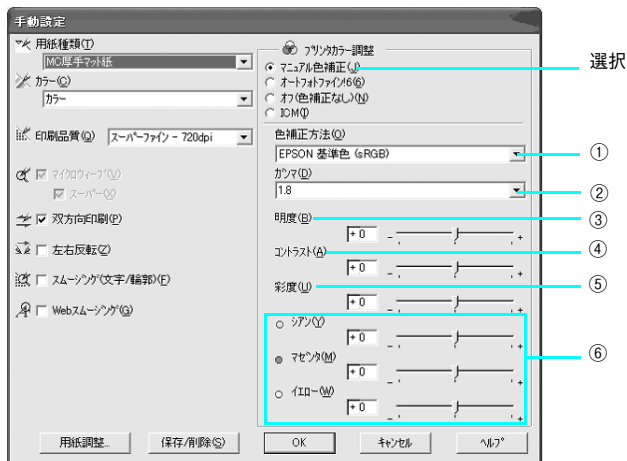 手動設定
用紙種類(T)
MC厚手マット紙
カラー(C)
カラー
印刷品質(Q) スーパーファイン - 720dpi
マイクロウィーブ(V)
スーパー(X)
双方向印刷(P)
左右反転(Z)
スムージング(文字/輪郭)(F)
Webスムージング(G)
用紙調整...
保存/削除(S)
プリンタカラー調整
マニュアル色補正(J)
選択
オートフォトファイン!6(6)
オフ(色補正なし)(N)
ICM(I)
色補正方法(O)
EPSON 基準色 (sRGB)
①
ガンマ(D)
1.8
②
明度(B)
③
+ 0 - +
コントラスト(A)
④
+ 0 - +
彩度(U)
⑤
+ 0 - +
シアン(Y)
+ 0 - +
マゼンタ(M)
⑥
+ 0 - +
イエロー(W)
+ 0 - +
OK
キャンセル
ヘルプ